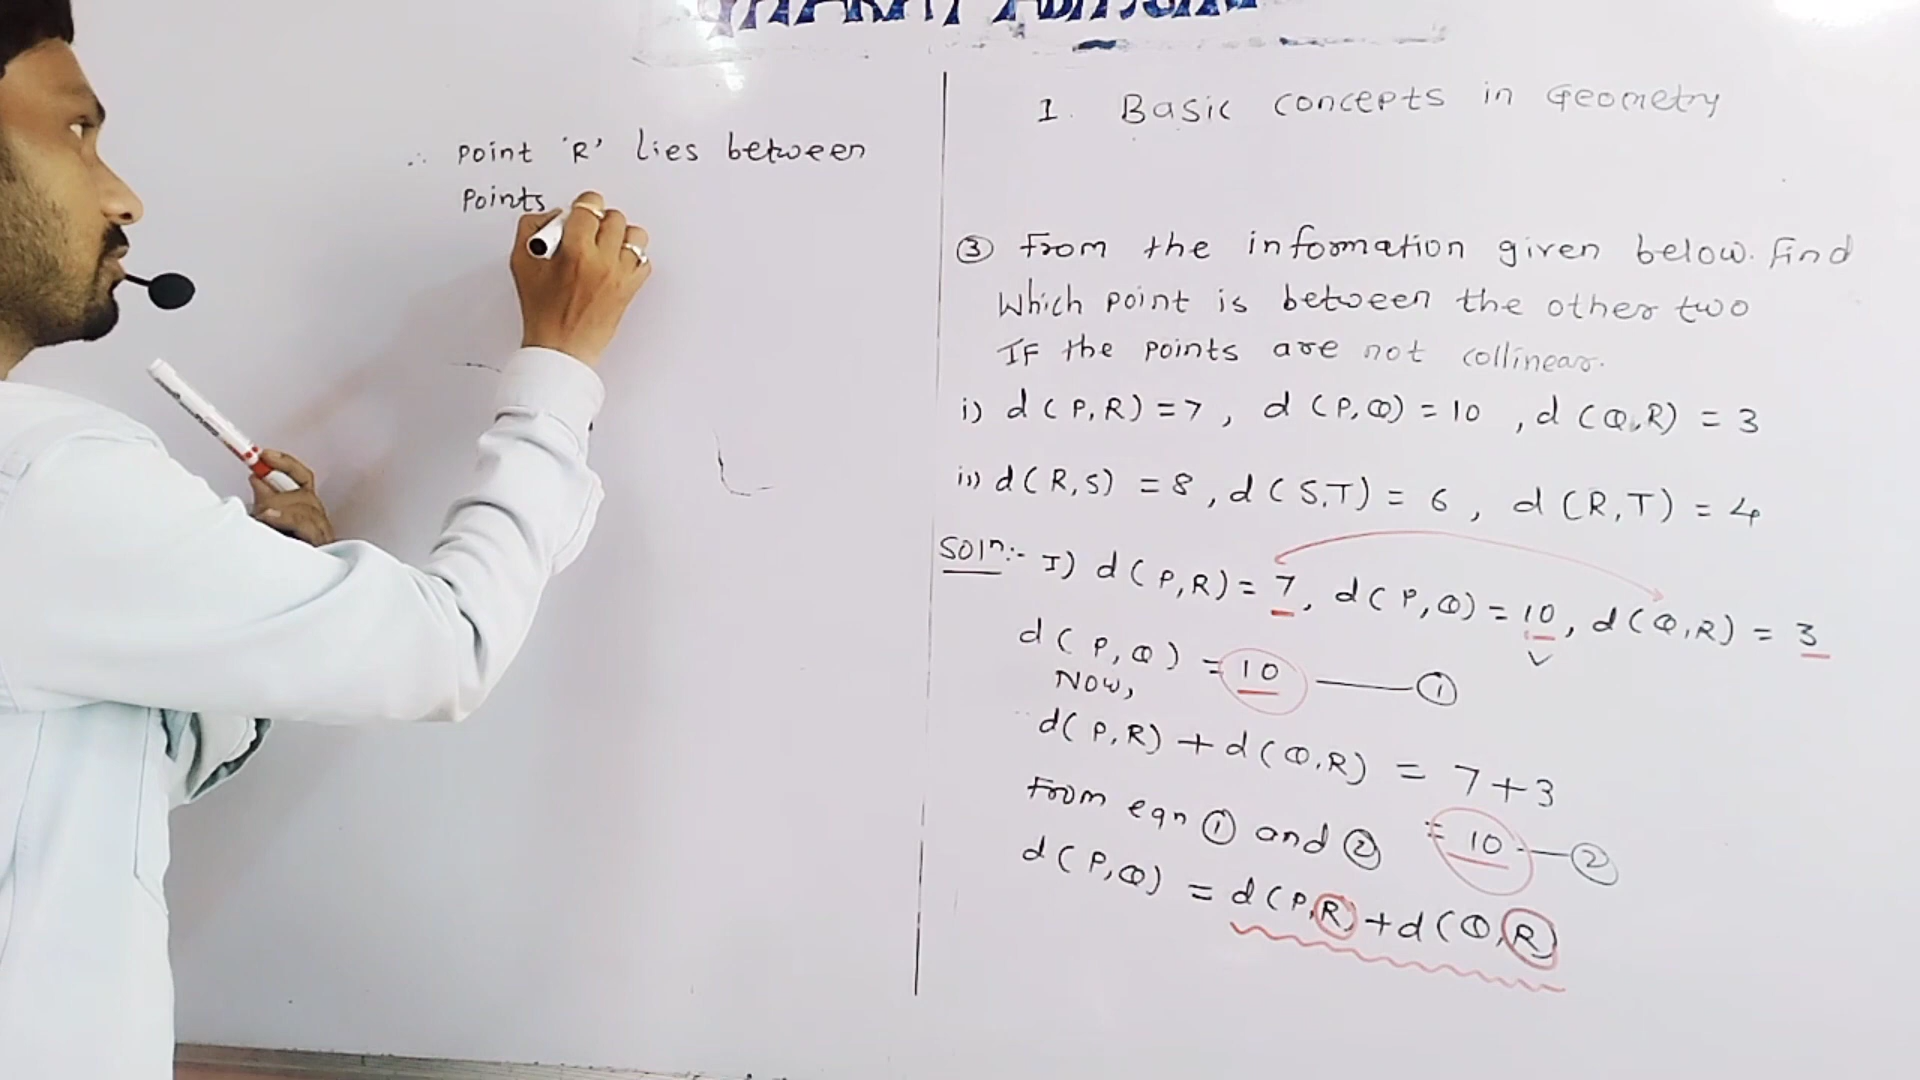 ∴ Point 'R' lies between
Points
1. Basic concepts in Geometry
③ From the information given below. Find
Which point is between the other two
IF the points are not collinear.
i) d(P,R) = 7, d(P,Q) = 10, d(Q,R) = 3
ii) d(R,S) = 8, d(S,T) = 6, d(R,T) = 4
Solⁿ:- I) d(P,R) = 7, d(P,Q) = 10, d(Q,R) = 3
d(P,Q) = 10 —— ①
Now,
d(P,R) + d(Q,R) = 7+3
= 10 — ②
From eqn ① and ②
d(P,Q) = d(P,R) + d(Q,R)